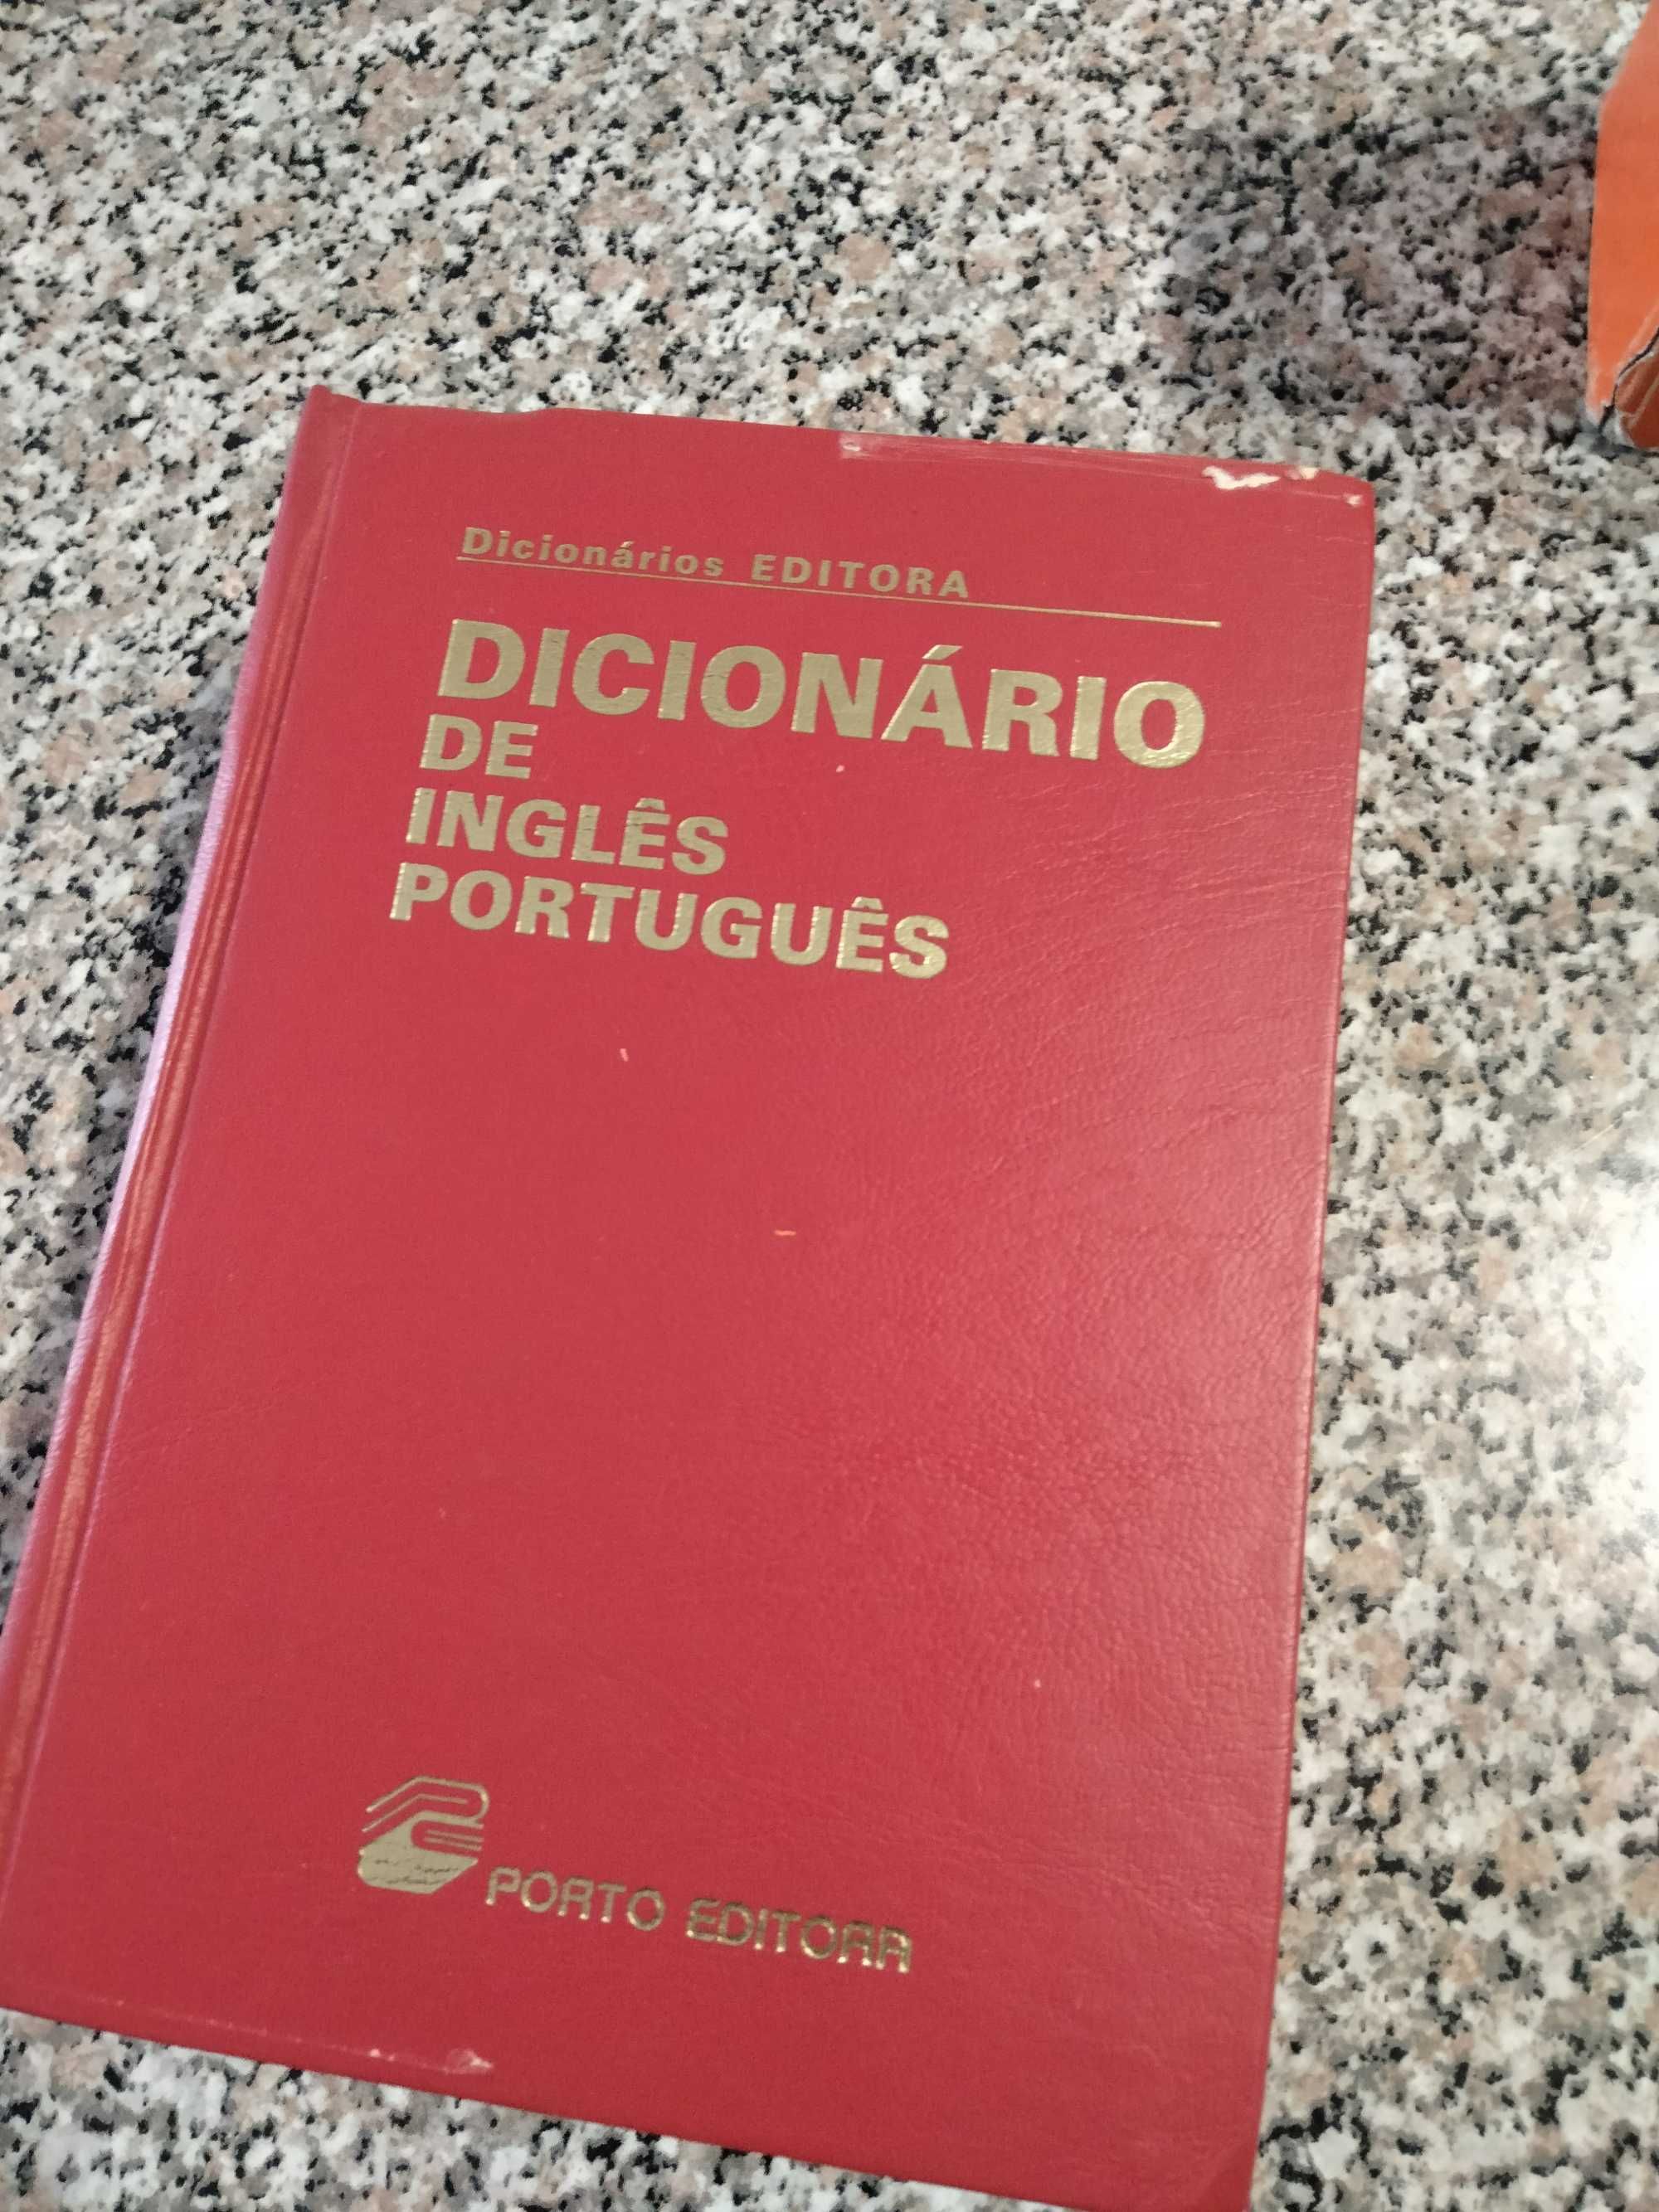 Dicionários EDITORA
DICIONÁRIO
DE
INGLÊS
PORTUGUÊS
PORTO EDITORA